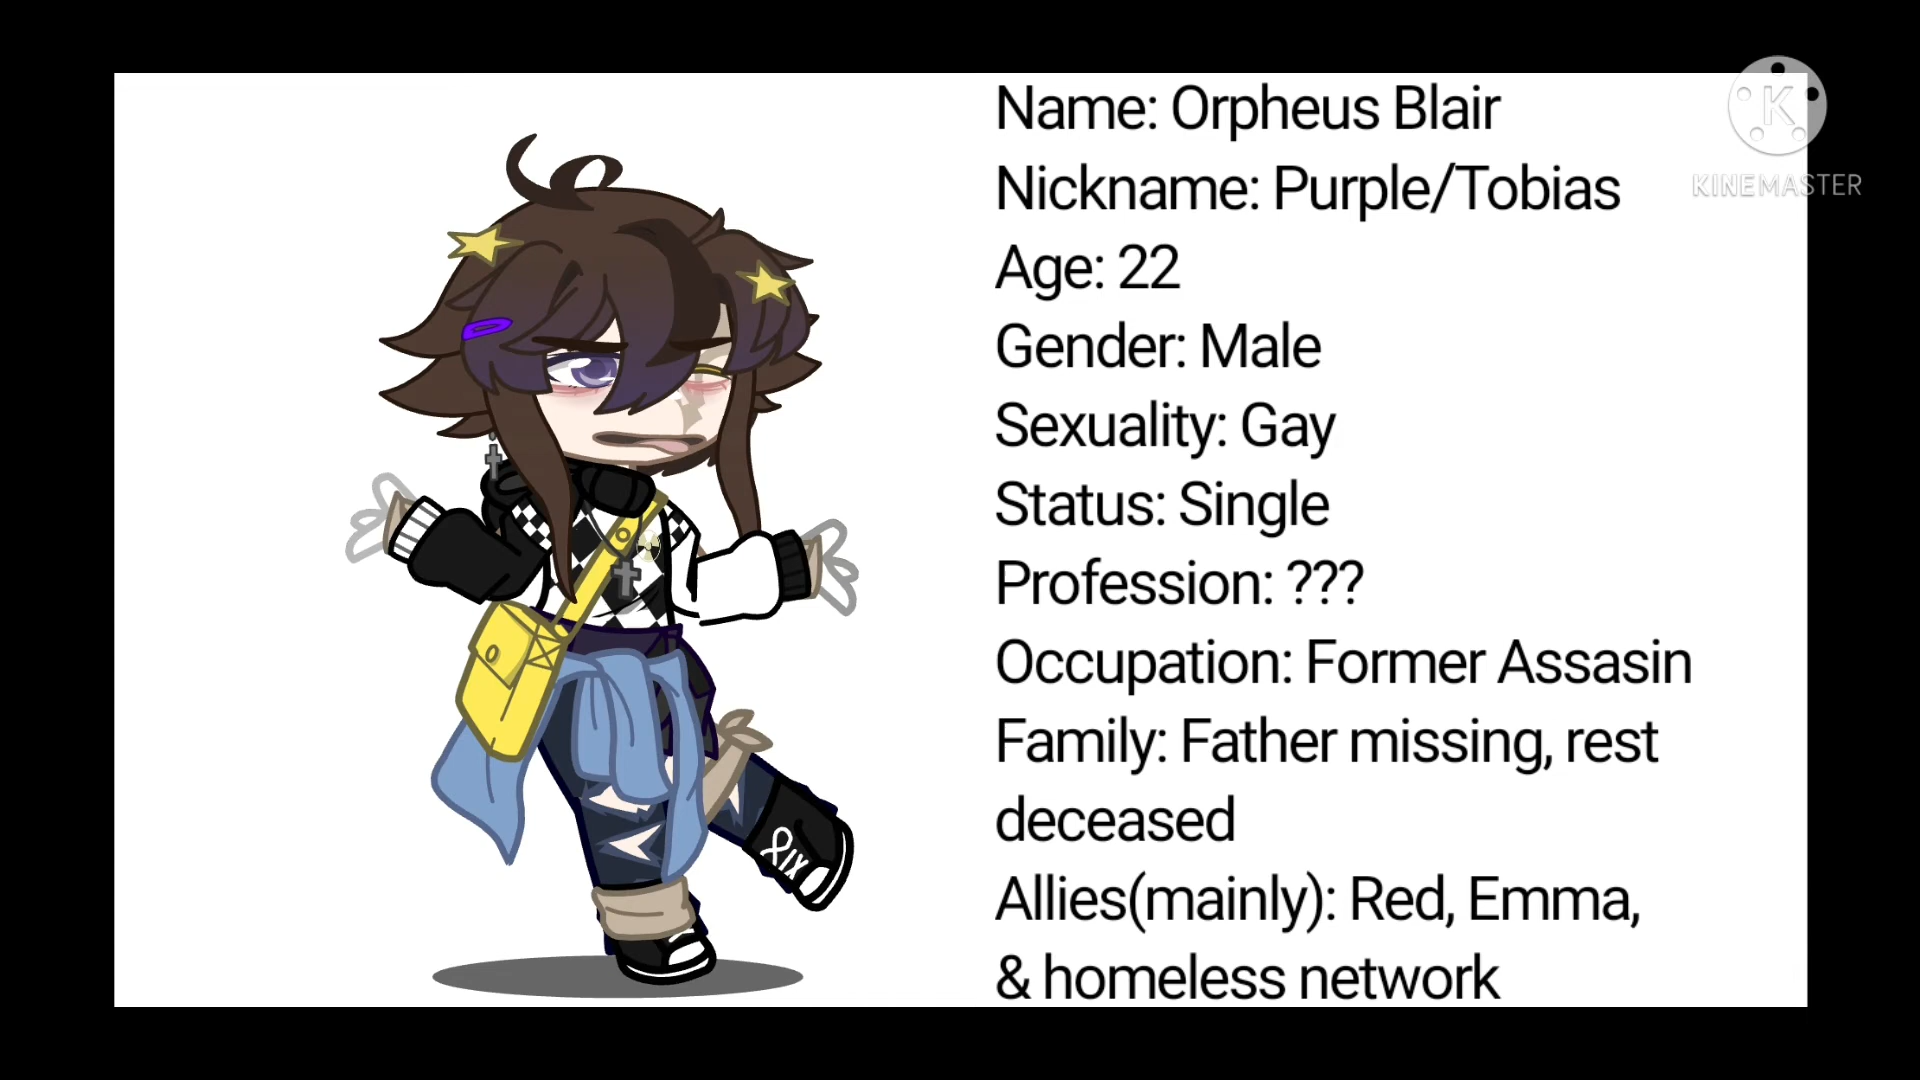 Name: Orpheus Blair
Nickname: Purple/Tobias
Age: 22
Gender: Male
Sexuality: Gay
Status: Single
Profession: ???
Occupation: Former Assasin
Family: Father missing, rest
deceased
Allies(mainly): Red, Emma,
& homeless network
K
KINEMASTER